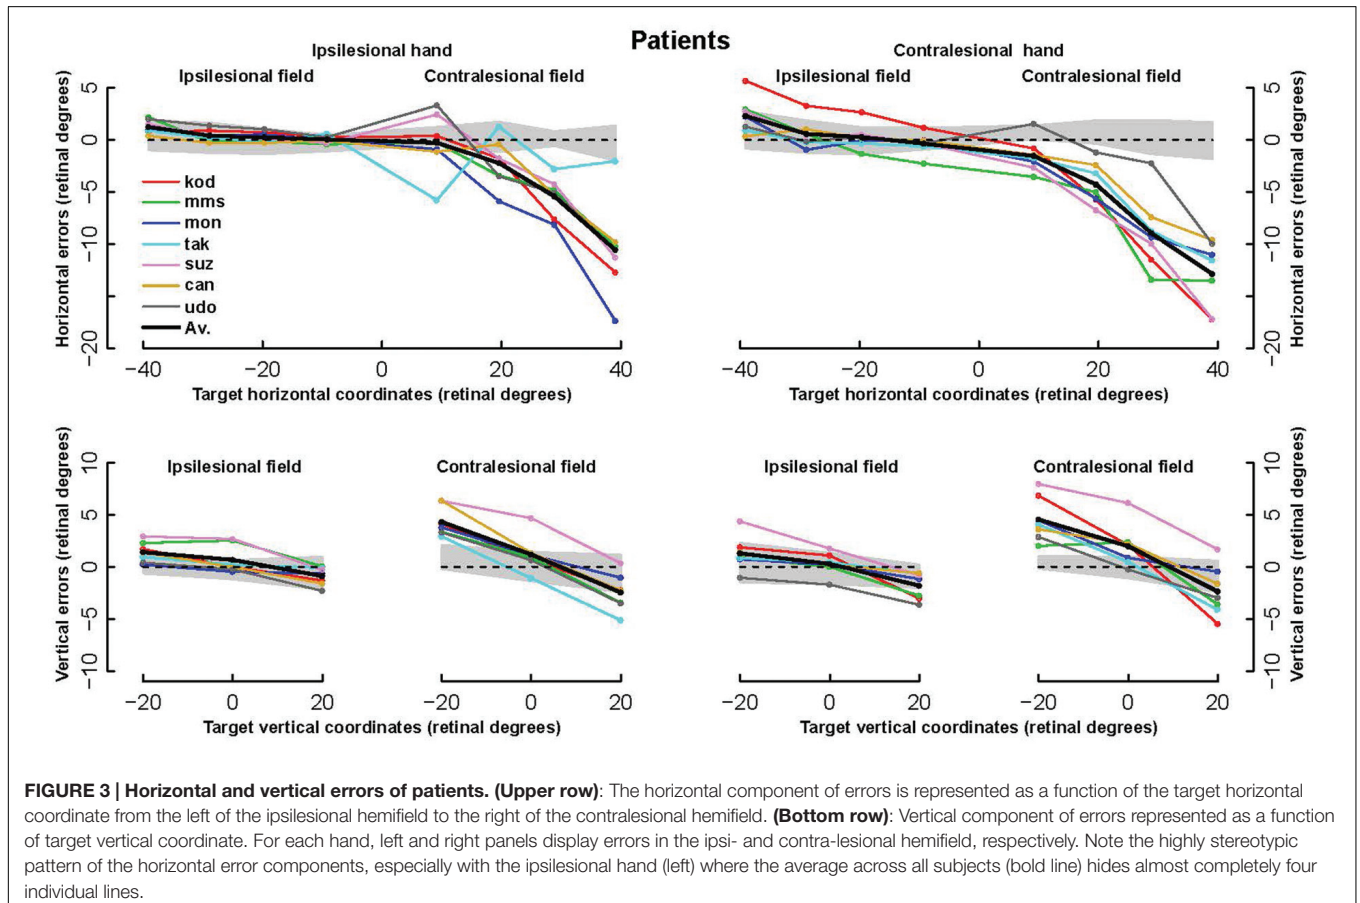 Patients
Ipsilesional hand
Contralesional hand
Ipsilesional field
Contralesional field
Ipsilesional field
Contralesional field
Horizontal errors (retinal degrees)
5
0
−5
−10
−20
kod
mms
mon
tak
suz
can
udo
Av.
−40
−20
0
20
40
Target horizontal coordinates (retinal degrees)
−40
−20
0
20
40
Target horizontal coordinates (retinal degrees)
5
0
−5
−10
−20
Horizontal errors (retinal degrees)
Vertical errors (retinal degrees)
10
5
0
−5
−10
Ipsilesional field
Contralesional field
Ipsilesional field
Contralesional field
−20
0
20
−20
0
20
Target vertical coordinates (retinal degrees)
−20
0
20
−20
0
20
Target vertical coordinates (retinal degrees)
10
5
0
−5
−10
Vertical errors (retinal degrees)
FIGURE 3 | Horizontal and vertical errors of patients. (Upper row): The horizontal component of errors is represented as a function of the target horizontal
coordinate from the left of the ipsilesional hemifield to the right of the contralesional hemifield. (Bottom row): Vertical component of errors represented as a function
of target vertical coordinate. For each hand, left and right panels display errors in the ipsi- and contra-lesional hemifield, respectively. Note the highly stereotypic
pattern of the horizontal error components, especially with the ipsilesional hand (left) where the average across all subjects (bold line) hides almost completely four
individual lines.